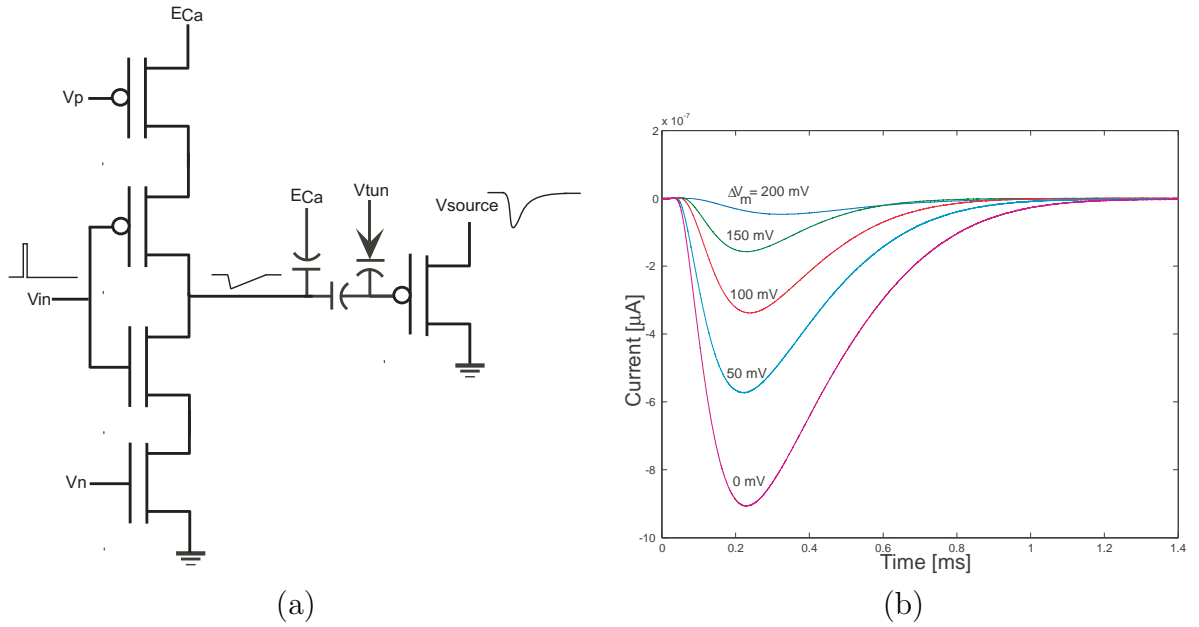 ECa
Vp
Vin
Vn
ECa
Vtun
Vsource
(a)
x 10-7
2
0
-2
-4
-6
-8
-10
Current [μA]
ΔVm= 200 mV
150 mV
100 mV
50 mV
0 mV
0
0.2
0.4
0.6
0.8
1
1.2
1.4
Time [ms]
(b)